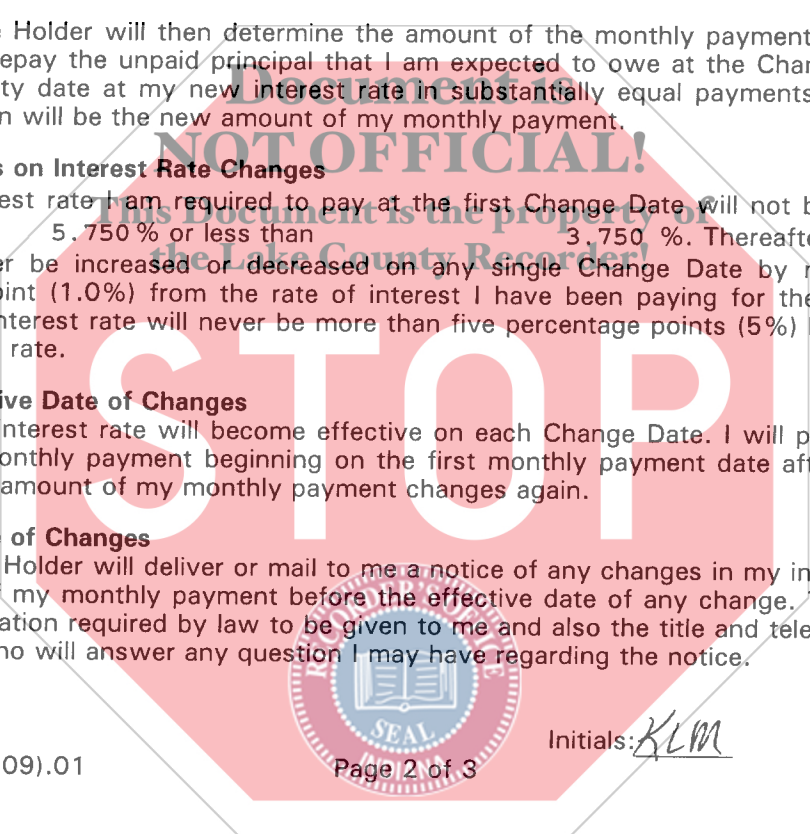 Holder will then determine the amount of the monthly payment
epay the unpaid principal that I am expected to owe at the Char
ty date at my new interest rate in substantially equal payments
n will be the new amount of my monthly payment.
s on Interest Rate Changes
est rate I am required to pay at the first Change Date will not b
5.750 % or less than 3.750 %. Thereafte
r be increased or decreased on any single Change Date by
int (1.0%) from the rate of interest I have been paying for the
nterest rate will never be more than five percentage points (5%)
rate.
ive Date of Changes
nterest rate will become effective on each Change Date. I will p
onthly payment beginning on the first monthly payment date aft
amount of my monthly payment changes again.
of Changes
Holder will deliver or mail to me a notice of any changes in my in
my monthly payment before the effective date of any change.
ation required by law to be given to me and also the title and tele
no will answer any question I may have regarding the notice.
Initials: KLM
09).01 Page 2 of 3
Document is
NOT OFFICIAL!
This Document is the property of
the Lake County Recorder!
STOP
RECORDER'S OFFICE
SEAL
INDIANA